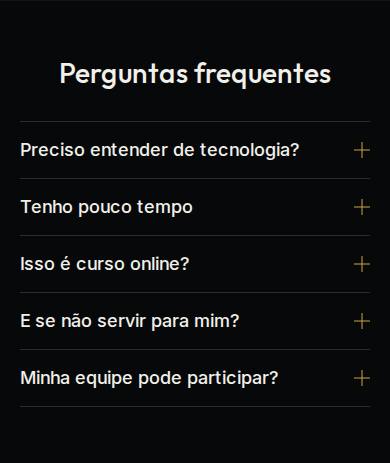 Perguntas frequentes
Preciso entender de tecnologia?
Tenho pouco tempo
Isso é curso online?
E se não servir para mim?
Minha equipe pode participar?